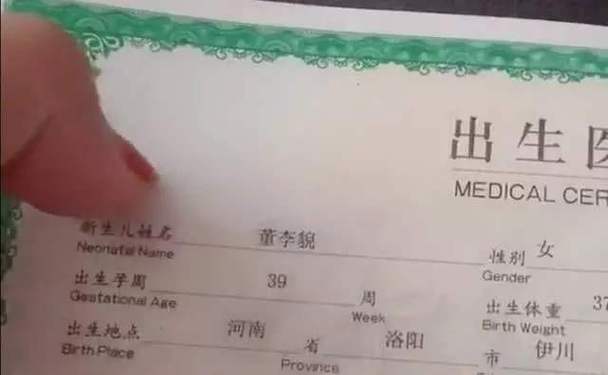 出生医
MEDICAL CER
新生儿姓名 董李貌 性别 女
Neonatal Name Gender
出生孕周 39 周 出生体重 37
Gestational Age Week Birth Weight
出生地点 河南 省 洛阳 市 伊川
Birth Place Province